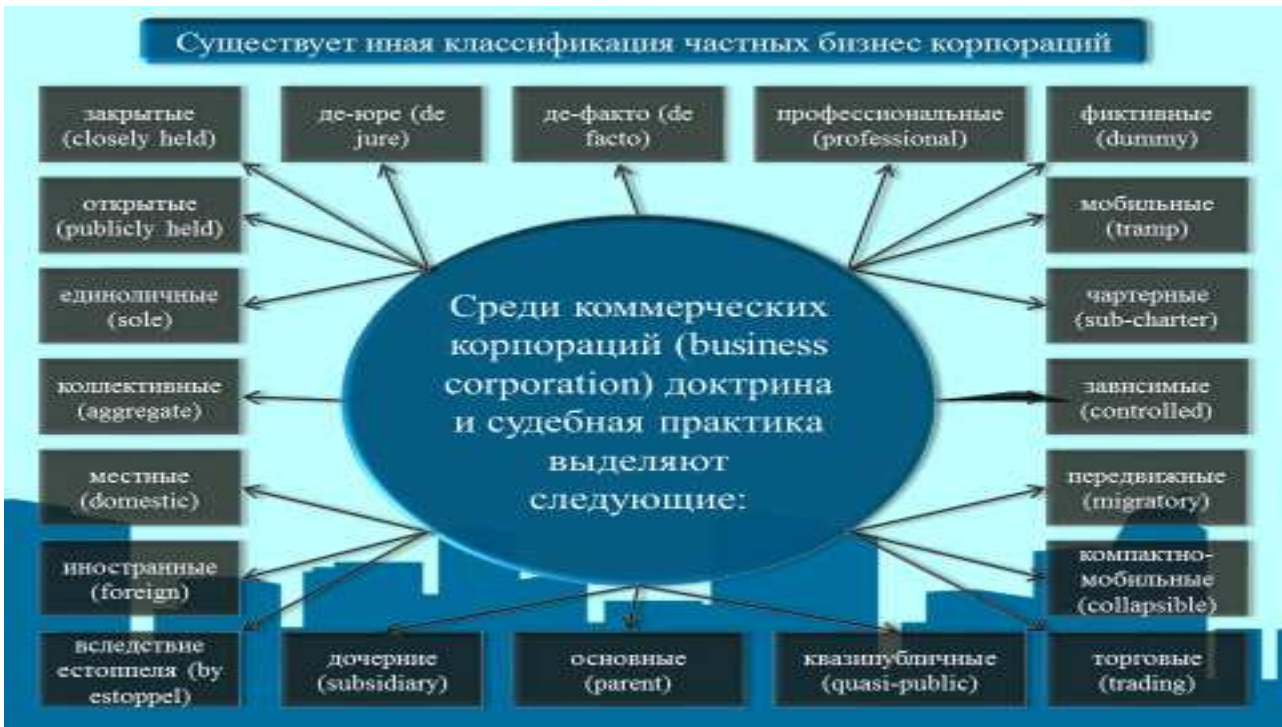 Существует иная классификация частных бизнес корпораций
закрытые
(closely held)
де-юре (de
jure)
де-факто (de
facto)
профессиональные
(professional)
фиктивные
(dummy)
открытые
(publicly held)
мобильные
(tramp)
единоличные
(sole)
чартерные
(sub-charter)
коллективные
(aggregate)
зависимые
(controlled)
местные
(domestic)
передвижные
(migratory)
иностранные
(foreign)
компактно-
мобильные
(collapsible)
Среди коммерческих
корпораций (business
corporation) доктрина
и судебная практика
выделяют
следующие:
вследствие
естоппеля (by
estoppel)
дочерние
(subsidiary)
основные
(parent)
квазипубличные
(quasi-public)
торговые
(trading)